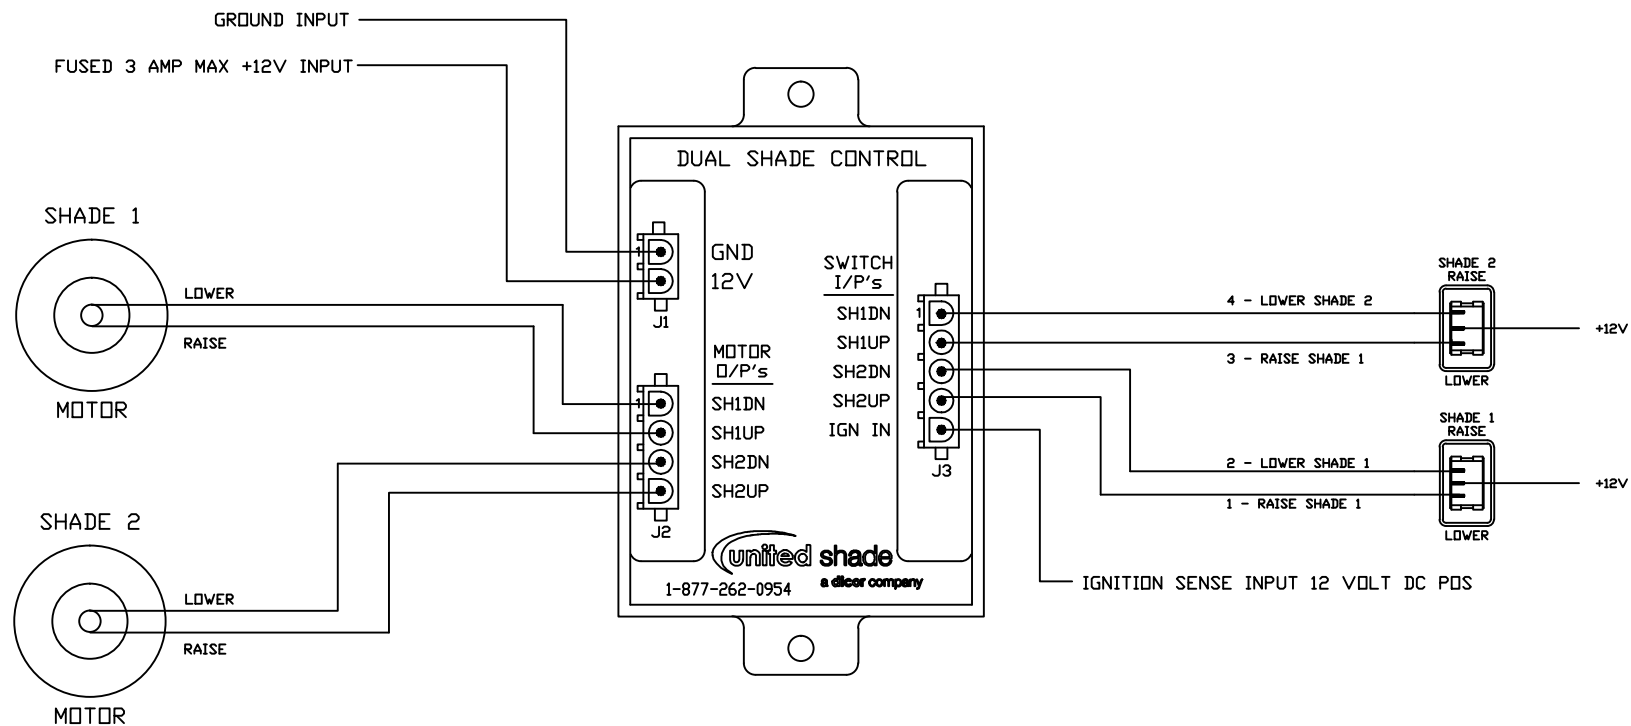 GROUND INPUT
FUSED 3 AMP MAX +12V INPUT
DUAL SHADE CONTROL
SHADE 1
LOWER
RAISE
MOTOR
SHADE 2
LOWER
RAISE
MOTOR
1
GND
12V
J1
MOTOR
O/P's
1
SH1DN
SH1UP
SH2DN
SH2UP
J2
SWITCH
I/P's
1
SH1DN
SH1UP
SH2DN
SH2UP
IGN IN
J3
united shade
a dicor company
1-877-262-0954
SHADE 2
RAISE
4 - LOWER SHADE 2
+12V
3 - RAISE SHADE 1
LOWER
SHADE 1
RAISE
2 - LOWER SHADE 1
+12V
1 - RAISE SHADE 1
LOWER
IGNITION SENSE INPUT 12 VOLT DC POS